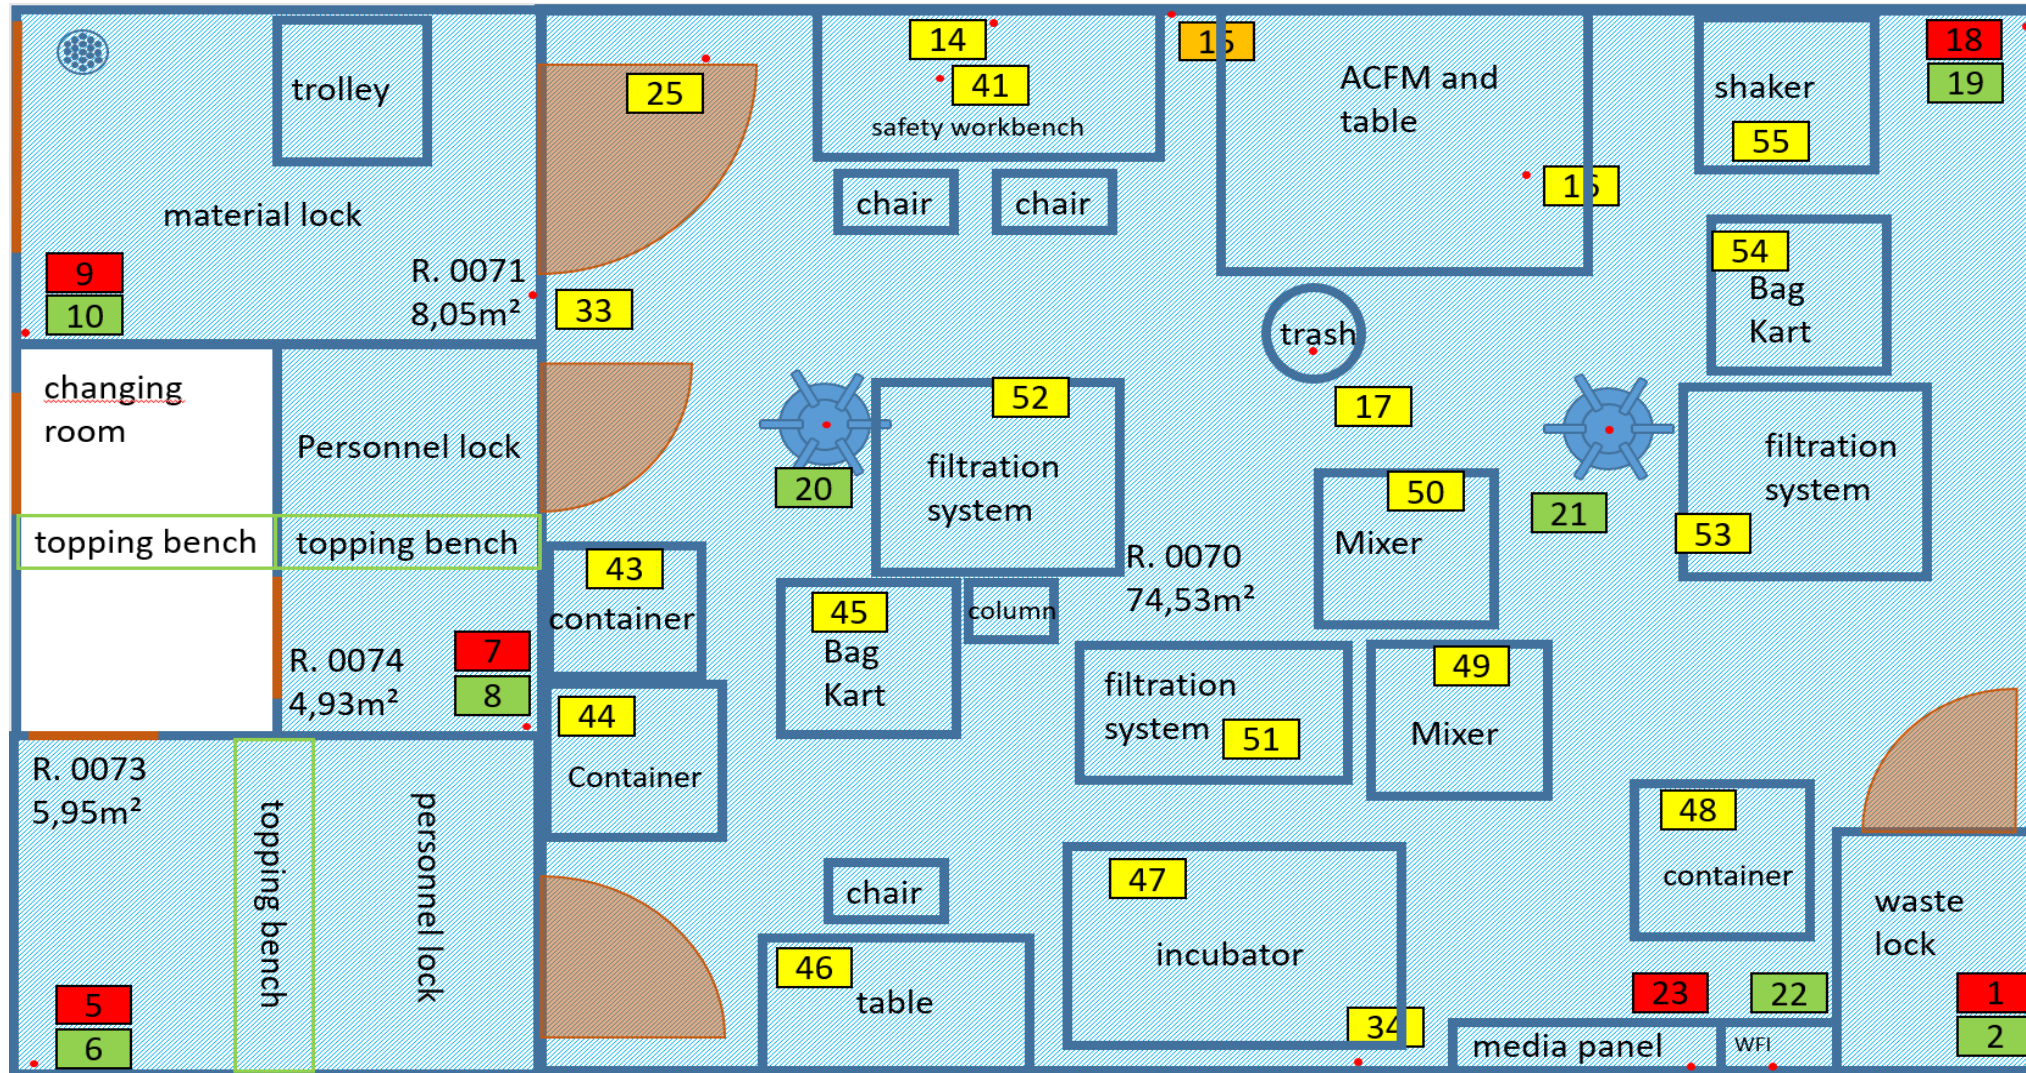 trolley
material lock
R. 0071
8,05m²
9
10
changing
room
Personnel lock
topping bench
topping bench
R. 0074
4,93m²
7
8
R. 0073
5,95m²
topping bench
personnel lock
5
6
25
33
14
41
safety workbench
chair
chair
15
ACFM and
table
16
shaker
55
18
19
54
Bag
Kart
trash
17
52
filtration
system
20
50
Mixer
21
filtration
system
53
R. 0070
74,53m²
43
container
45
Bag
Kart
column
44
Container
filtration
system
51
49
Mixer
48
container
waste
lock
chair
46
table
47
incubator
34
23
22
media panel
WFI
1
2